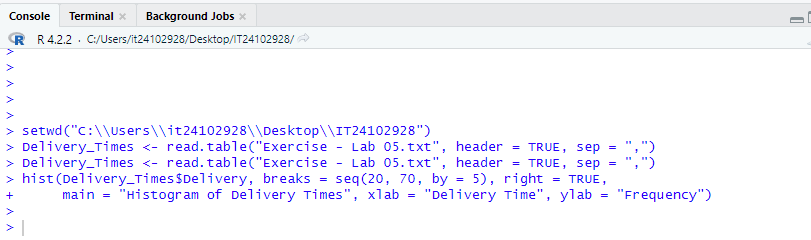 Console Terminal × Background Jobs ×
R R 4.2.2 · C:/Users/it24102928/Desktop/IT24102928/
>
>
>
>
>
> setwd("C:\\Users\\it24102928\\Desktop\\IT24102928")
> Delivery_Times <- read.table("Exercise - Lab 05.txt", header = TRUE, sep = ",")
> Delivery_Times <- read.table("Exercise - Lab 05.txt", header = TRUE, sep = ",")
> hist(Delivery_Times$Delivery, breaks = seq(20, 70, by = 5), right = TRUE,
+      main = "Histogram of Delivery Times", xlab = "Delivery Time", ylab = "Frequency")
>
>